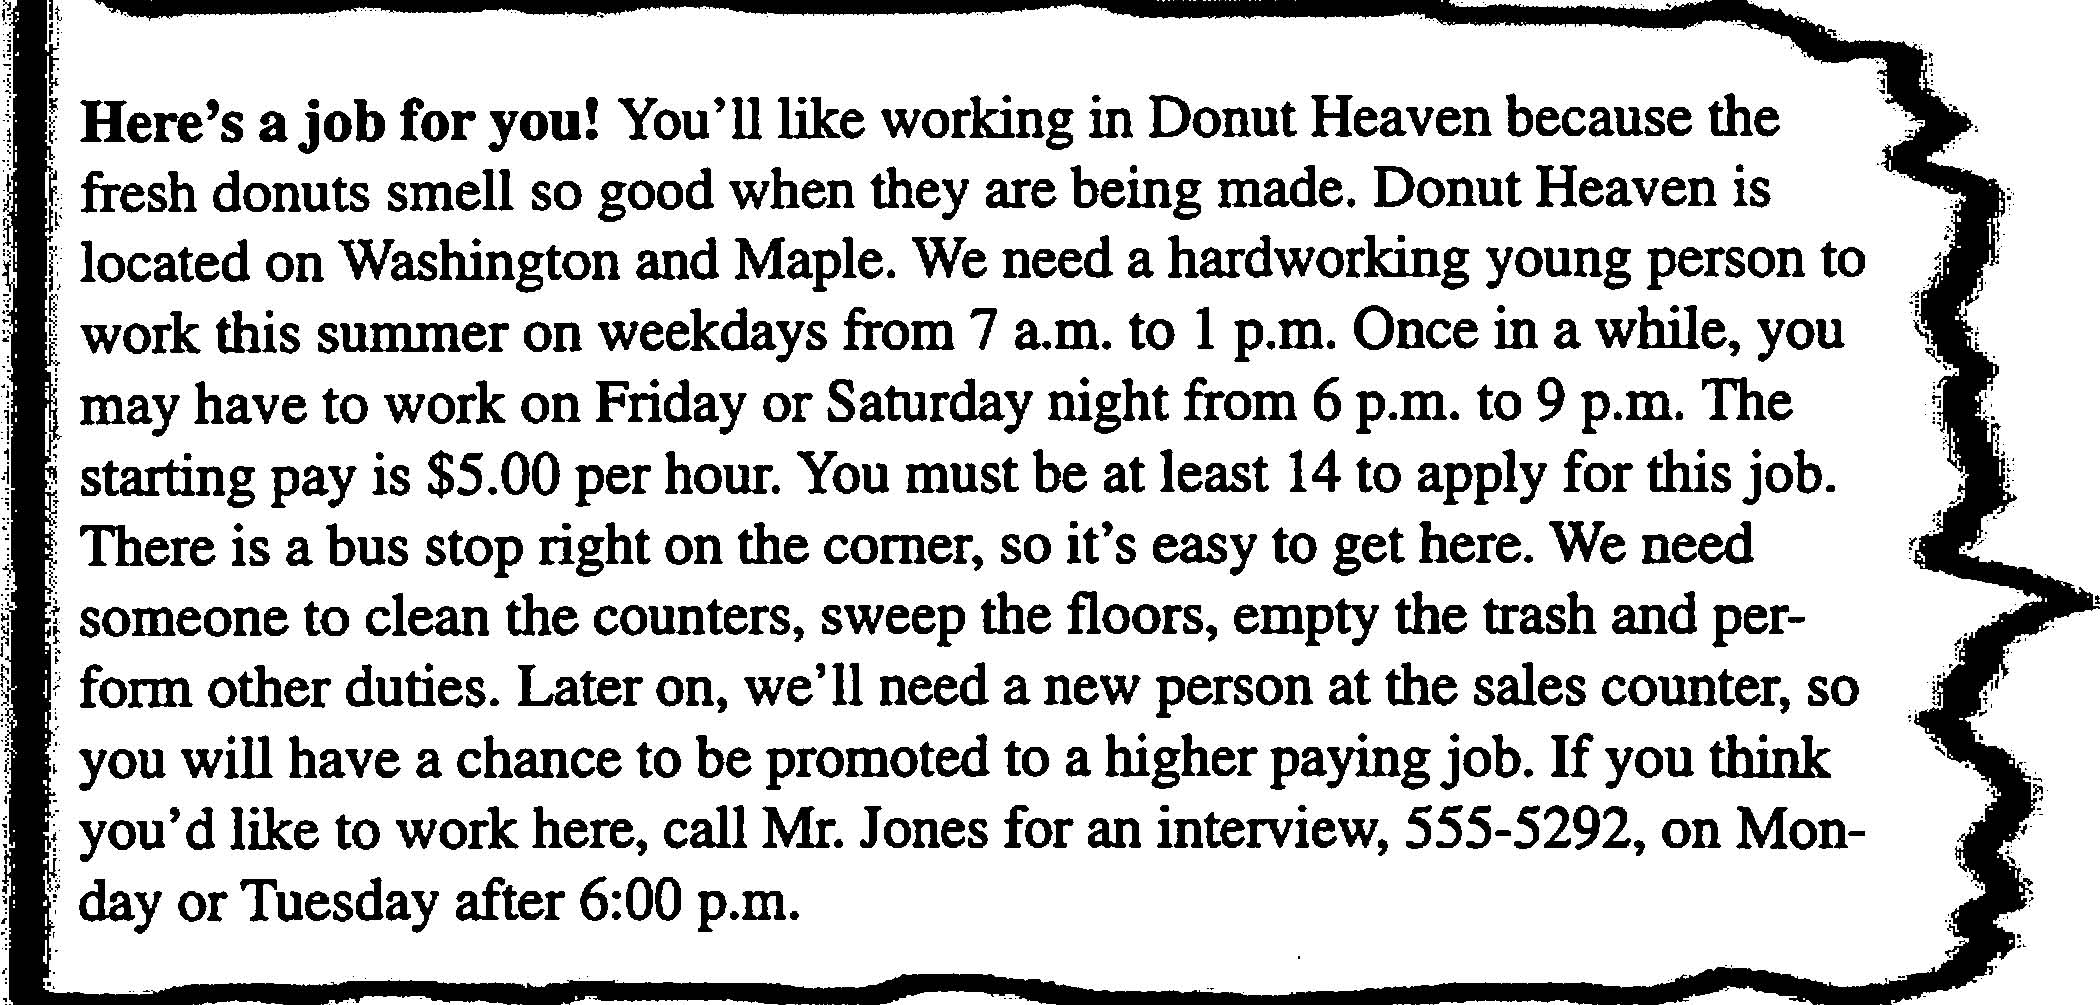 Here's a job for you! You'll like working in Donut Heaven because the
fresh donuts smell so good when they are being made. Donut Heaven is
located on Washington and Maple. We need a hardworking young person to
work this summer on weekdays from 7 a.m. to 1 p.m. Once in a while, you
may have to work on Friday or Saturday night from 6 p.m. to 9 p.m. The
starting pay is $5.00 per hour. You must be at least 14 to apply for this job.
There is a bus stop right on the corner, so it's easy to get here. We need
someone to clean the counters, sweep the floors, empty the trash and per-
form other duties. Later on, we'll need a new person at the sales counter, so
you will have a chance to be promoted to a higher paying job. If you think
you'd like to work here, call Mr. Jones for an interview, 555-5292, on Mon-
day or Tuesday after 6:00 p.m.